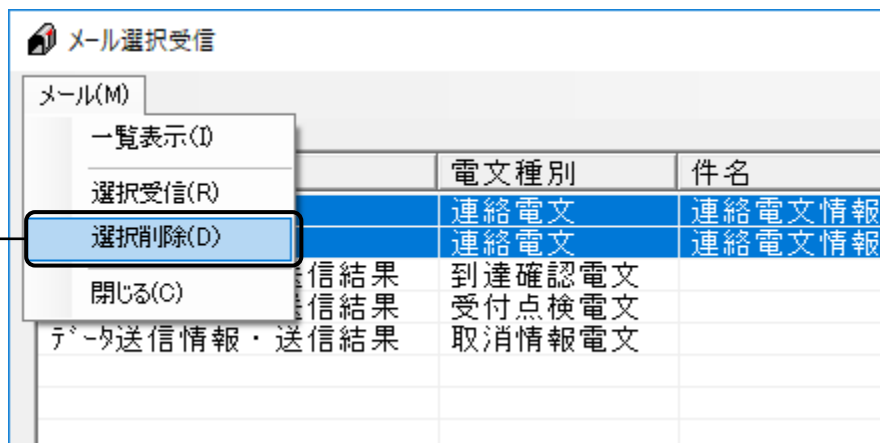 メール選択受信
メール(M)
一覧表示(I)
電文種別 件名
選択受信(R)
連絡電文 連絡電文情報
選択削除(D)
連絡電文 連絡電文情報
信結果 到達確認電文
閉じる(C)
信結果 受付点検電文
データ送信情報・送信結果 取消情報電文